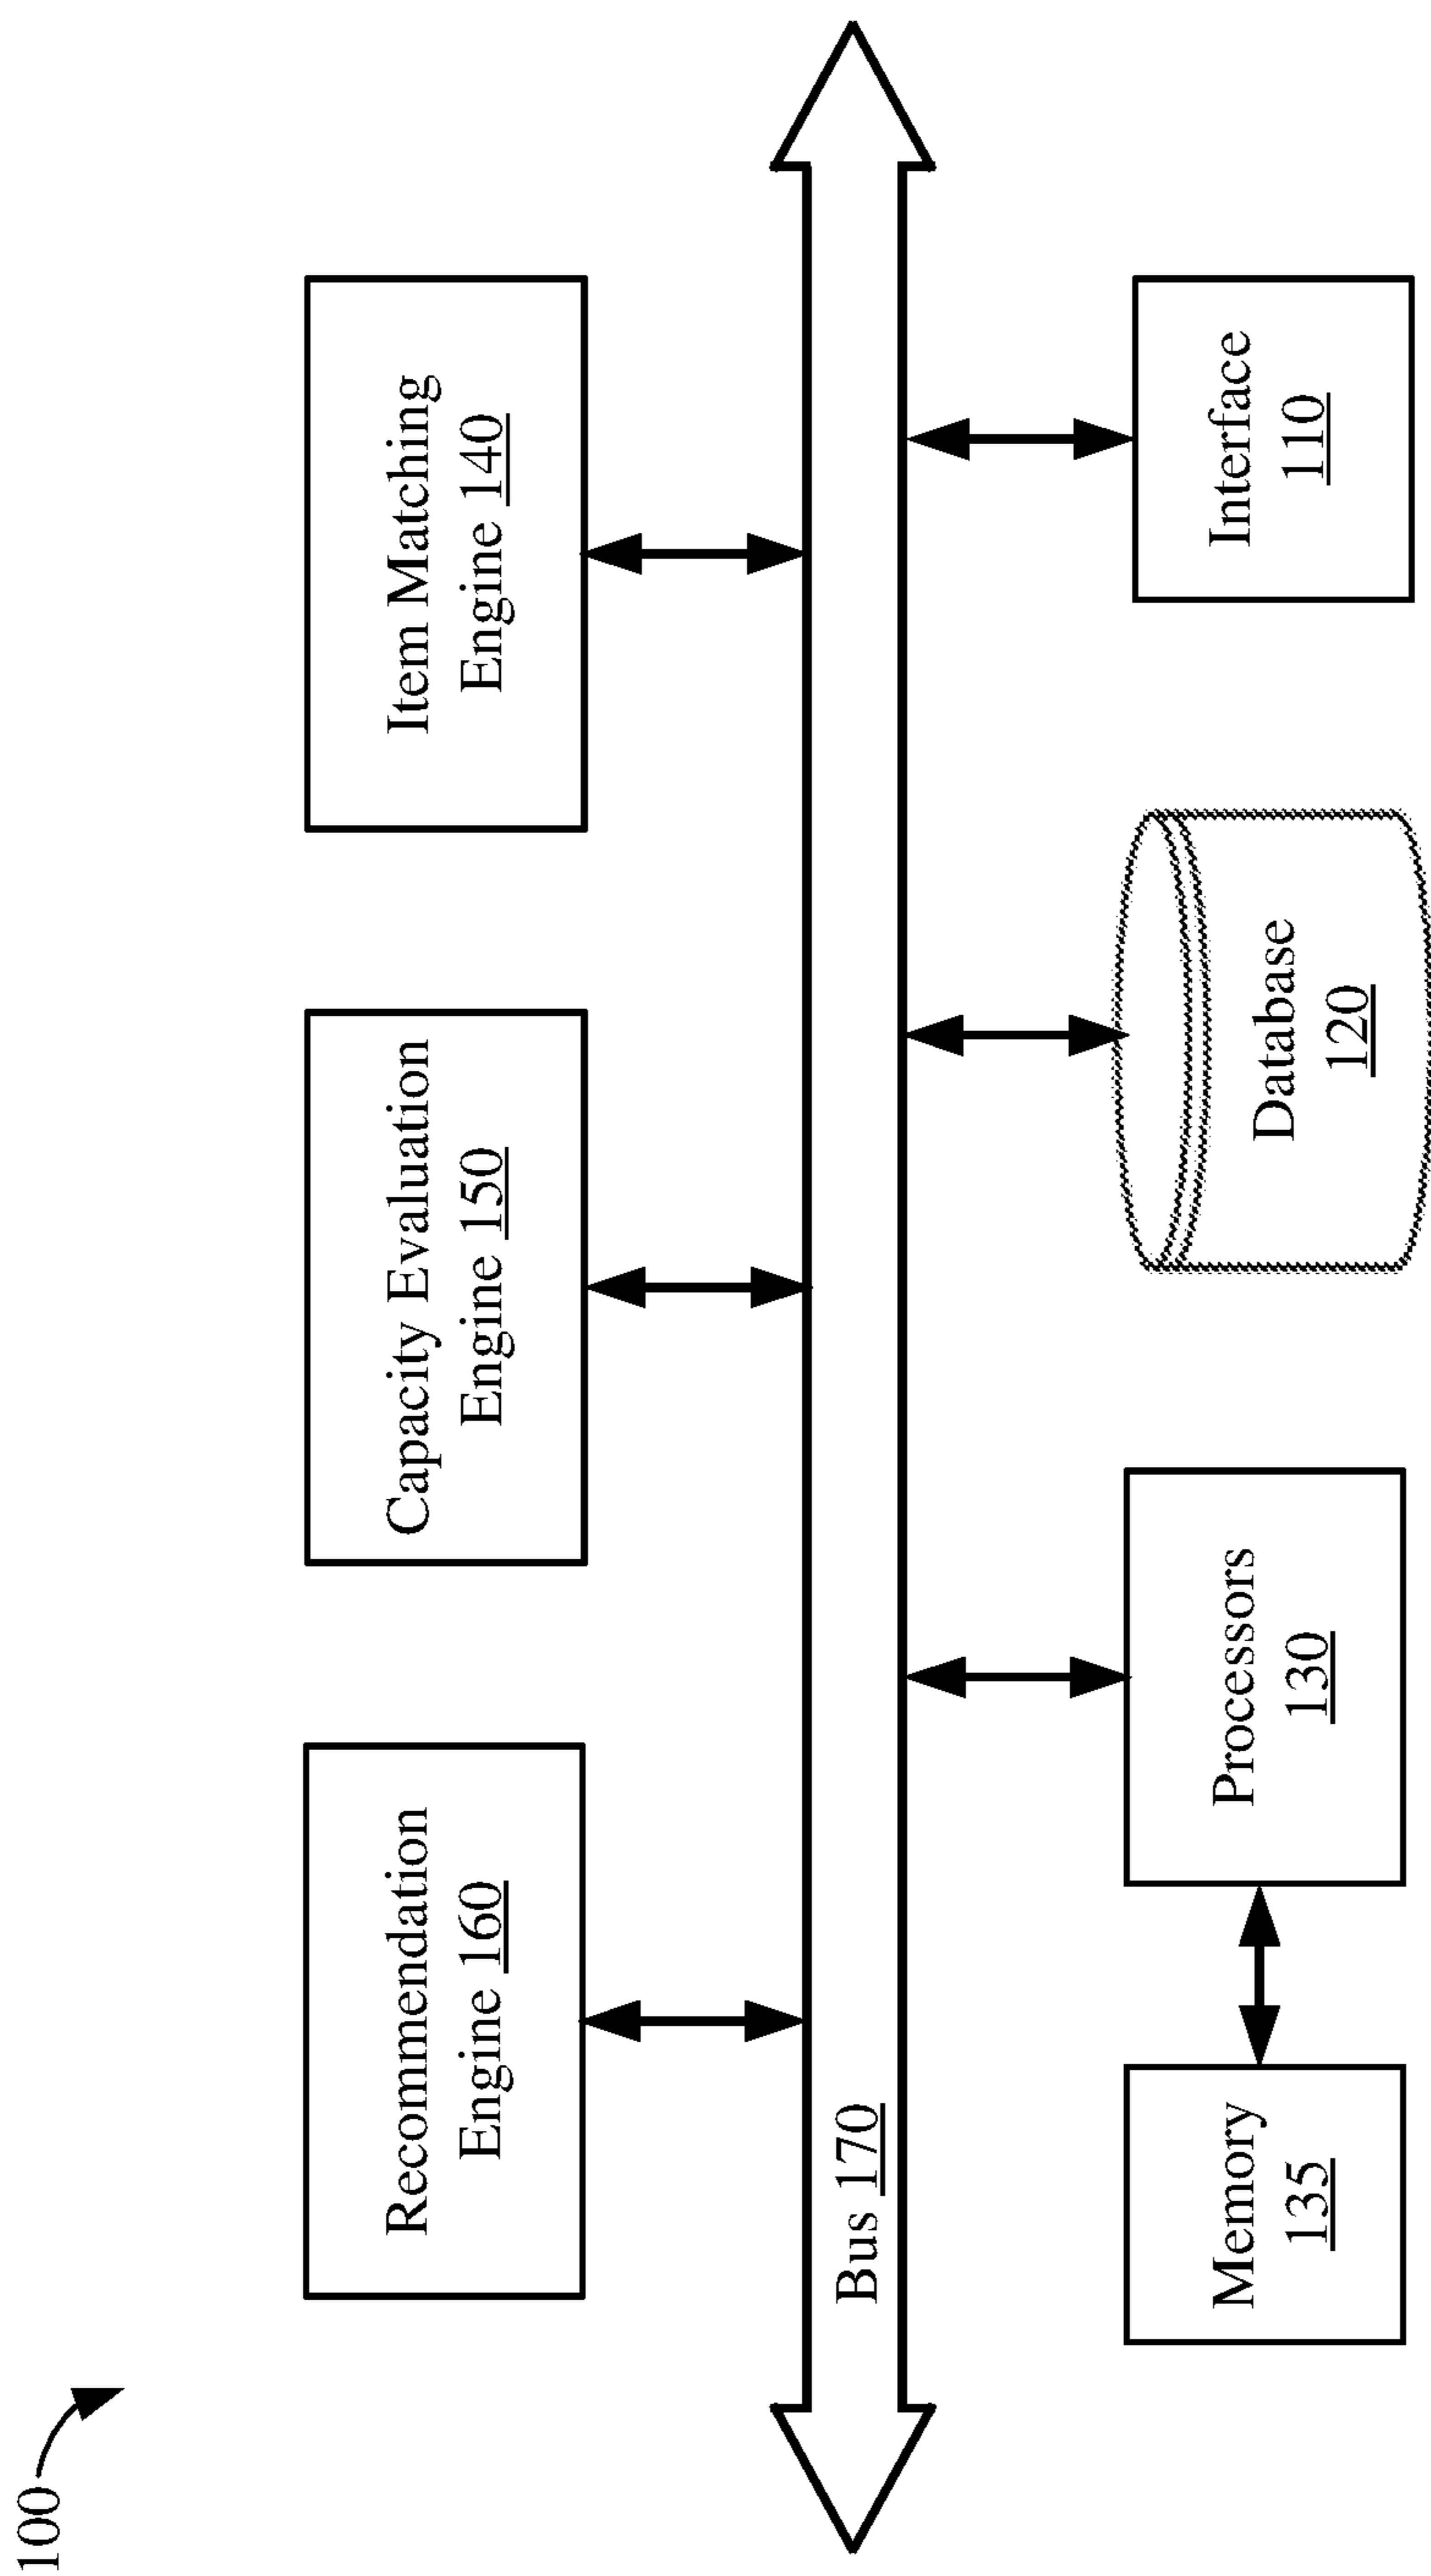 100
Recommendation
Engine 160
Capacity Evaluation
Engine 150
Item Matching
Engine 140
Bus 170
Memory
135
Processors
130
Database
120
Interface
110